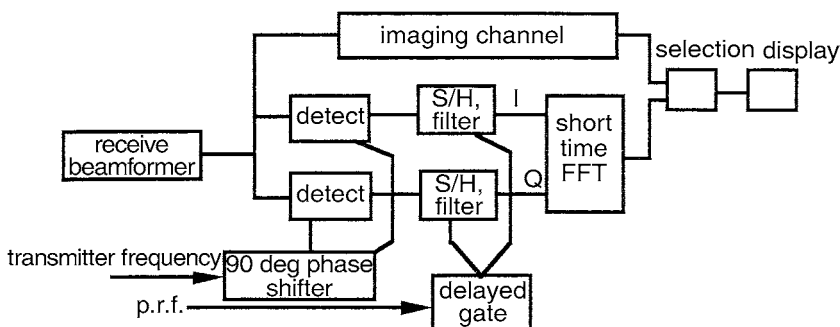 imaging channel
selection display
S/H,
filter
I
detect
short
time
FFT
receive
beamformer
detect
S/H,
filter
Q
transmitter frequency
90 deg phase
shifter
p.r.f.
delayed
gate